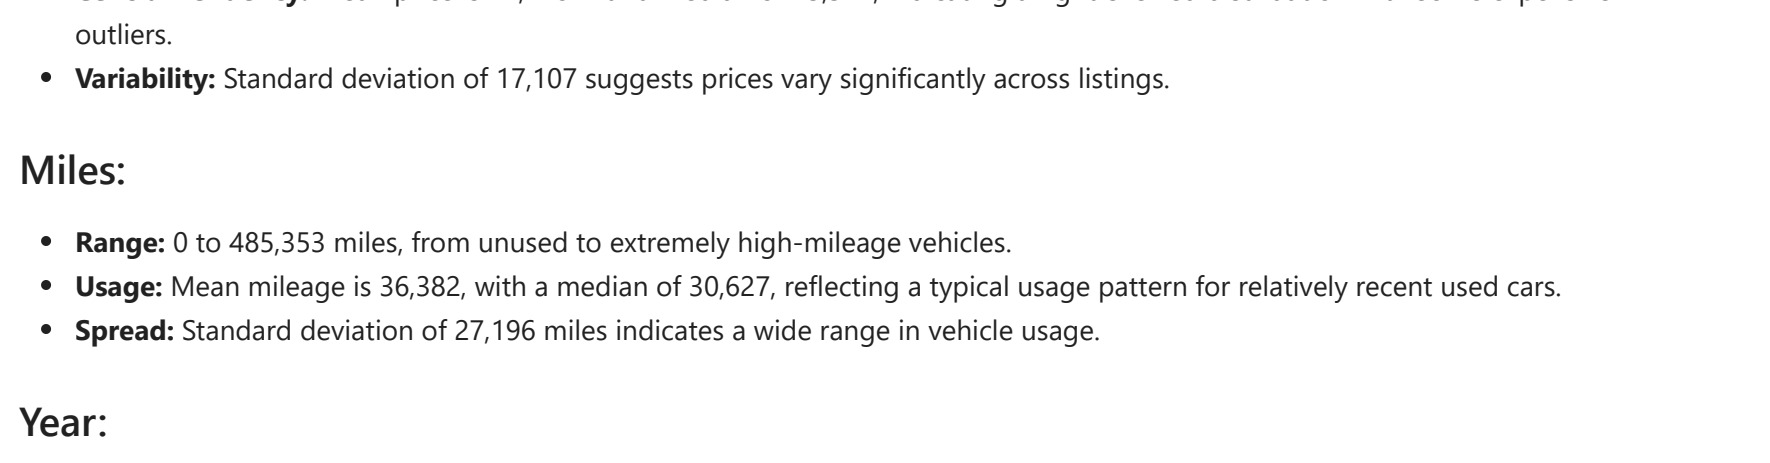 outliers.
• Variability: Standard deviation of 17,107 suggests prices vary significantly across listings.
Miles:
• Range: 0 to 485,353 miles, from unused to extremely high-mileage vehicles.
• Usage: Mean mileage is 36,382, with a median of 30,627, reflecting a typical usage pattern for relatively recent used cars.
• Spread: Standard deviation of 27,196 miles indicates a wide range in vehicle usage.
Year: